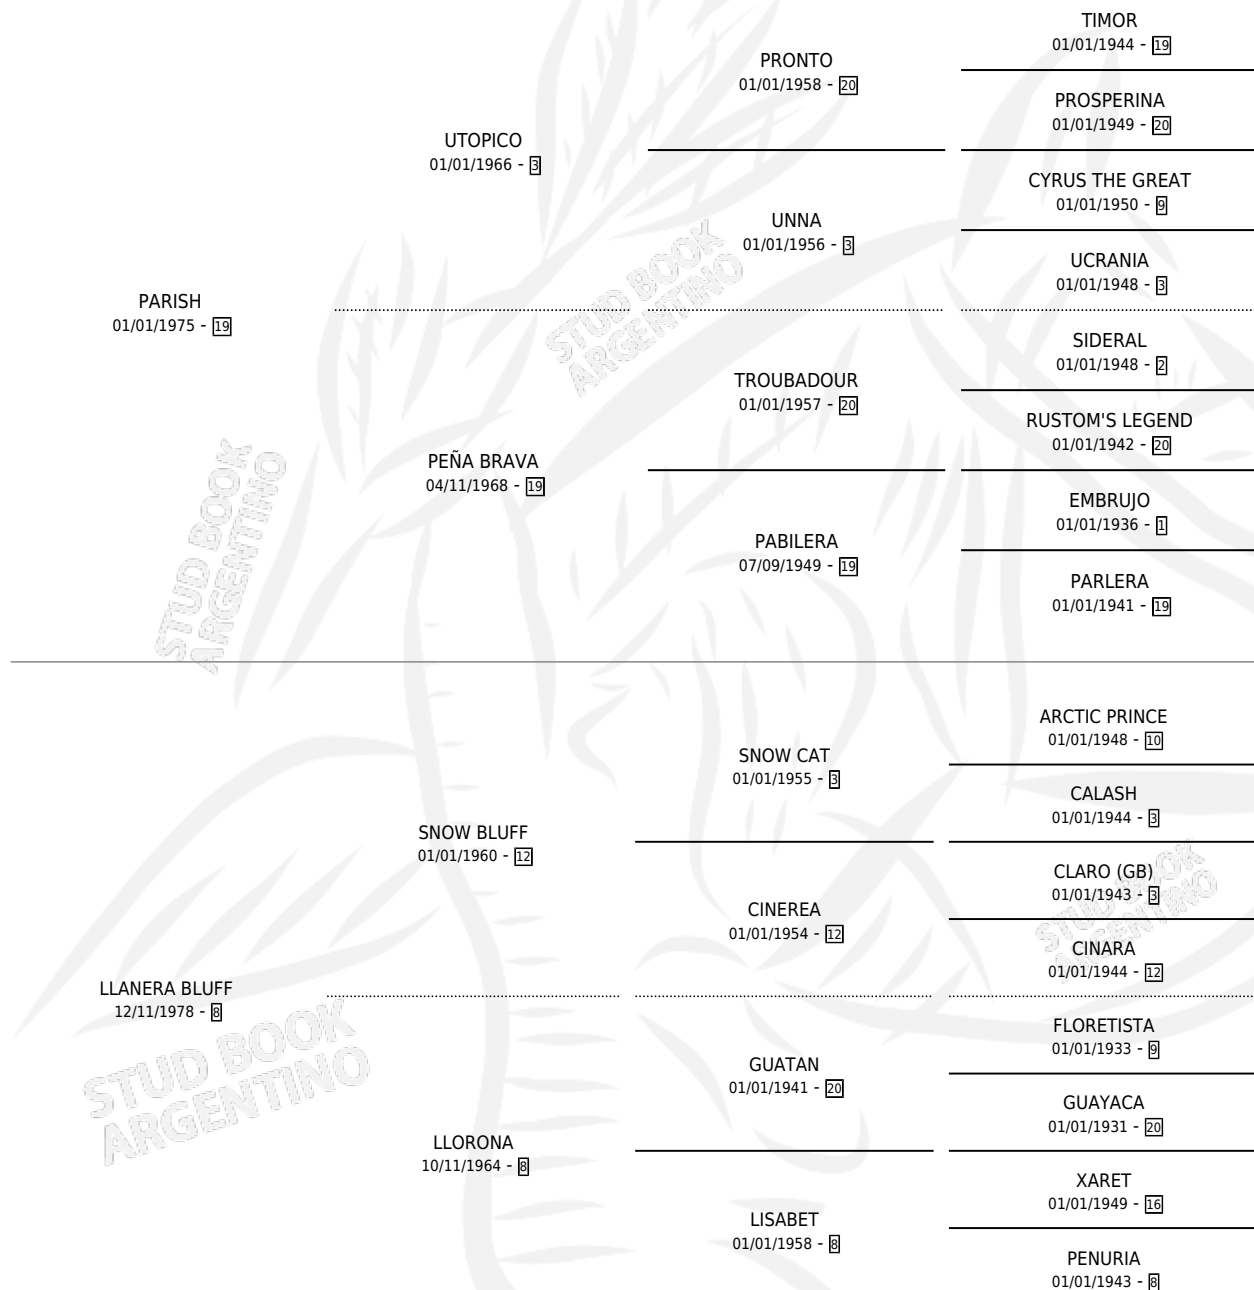 TIMOR
01/01/1944 - 19
PRONTO
01/01/1958 - 20
PROSPERINA
01/01/1949 - 20
UTOPICO
01/01/1966 - 3
CYRUS THE GREAT
01/01/1950 - 9
UNNA
01/01/1956 - 3
UCRANIA
01/01/1948 - 3
PARISH
01/01/1975 - 19
SIDERAL
01/01/1948 - 2
TROUBADOUR
01/01/1957 - 20
RUSTOM'S LEGEND
01/01/1942 - 20
PEÑA BRAVA
04/11/1968 - 19
EMBRUJO
01/01/1936 - 1
PABILERA
07/09/1949 - 19
PARLERA
01/01/1941 - 19
ARCTIC PRINCE
01/01/1948 - 10
SNOW CAT
01/01/1955 - 3
CALASH
01/01/1944 - 3
SNOW BLUFF
01/01/1960 - 12
CLARO (GB)
01/01/1943 - 3
CINEREA
01/01/1954 - 12
CINARA
01/01/1944 - 12
LLANERA BLUFF
12/11/1978 - 8
FLORETISTA
01/01/1933 - 9
GUATAN
01/01/1941 - 20
GUAYACA
01/01/1931 - 20
LLORONA
10/11/1964 - 8
XARET
01/01/1949 - 16
LISABET
01/01/1958 - 8
PENURIA
01/01/1943 - 8
STUD BOOK
ARGENTINO
STUD BOOK
ARGENTINO
STUD BOOK
ARGENTINO
STUD BOOK
ARGENTINO